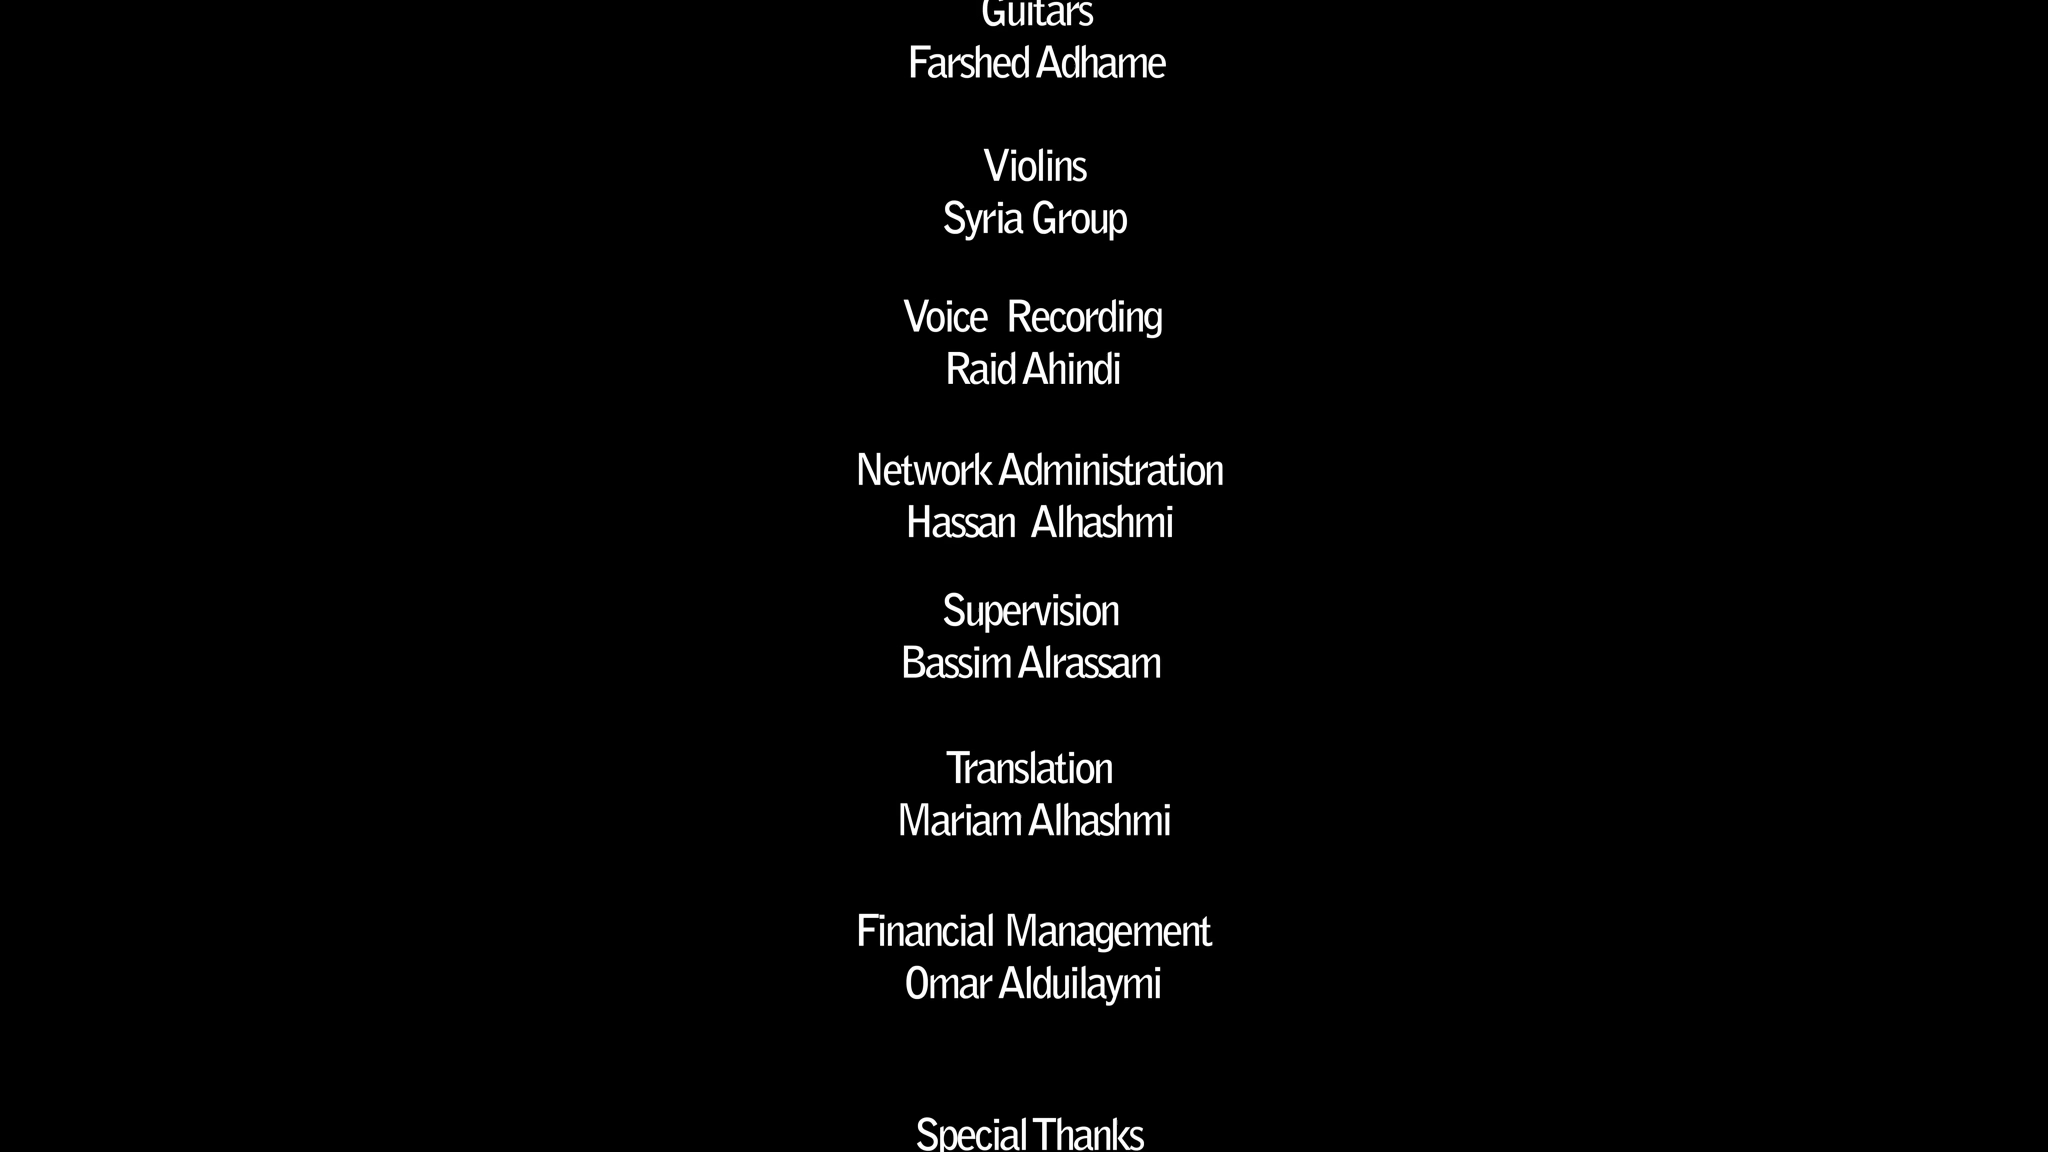 Guitars
Farshed Adhame
Violins
Syria Group
Voice Recording
Raid Ahindi
Network Administration
Hassan Alhashmi
Supervision
Bassim Alrassam
Translation
Mariam Alhashmi
Financial Management
Omar Alduilaymi
Special Thanks